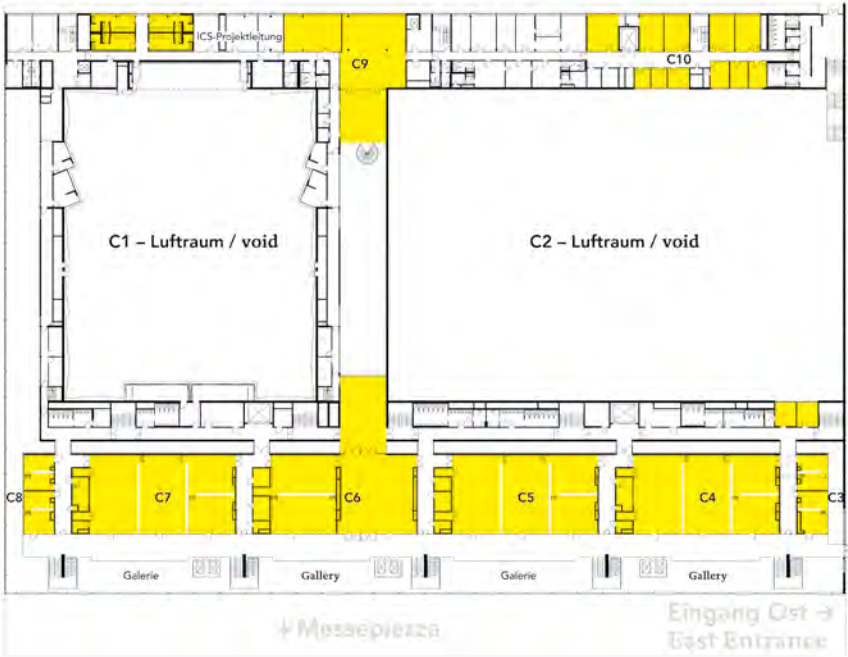 ICS-Projektleitung
C9
C10
C1 – Luftraum / void
C2 – Luftraum / void
C8
C7
C6
C5
C4
C3
Galerie
Gallery
Galerie
Gallery
Messepiazza
Eingang Ost →
East Entrance